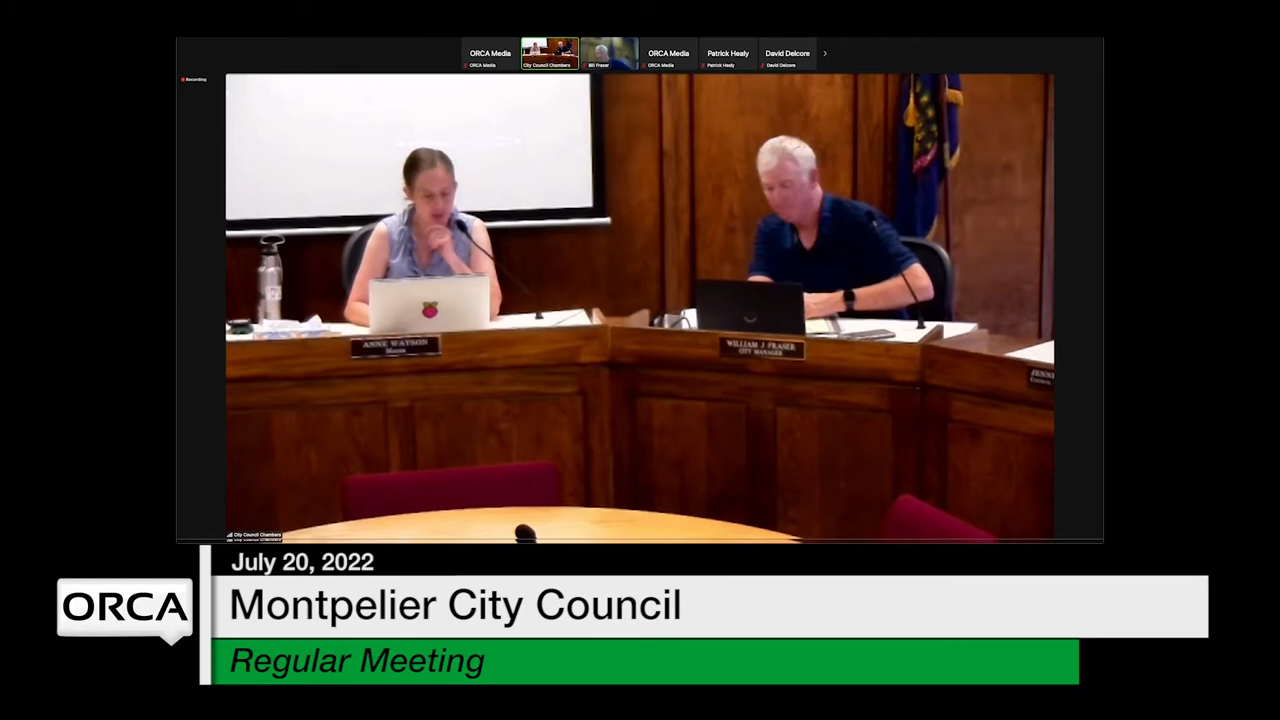 ORCA Media
Patrick Healy
David Delcore
ORCA Media
ORCA Media
City Council Chambers
Bill Fraser
ORCA Media
Patrick Healy
David Delcore
Recording
ANNE WATSON
Mayor
WILLIAM J FRASER
CITY MANAGER
JENNI
City Council Chambers
July 20, 2022
ORCA
Montpelier City Council
Regular Meeting